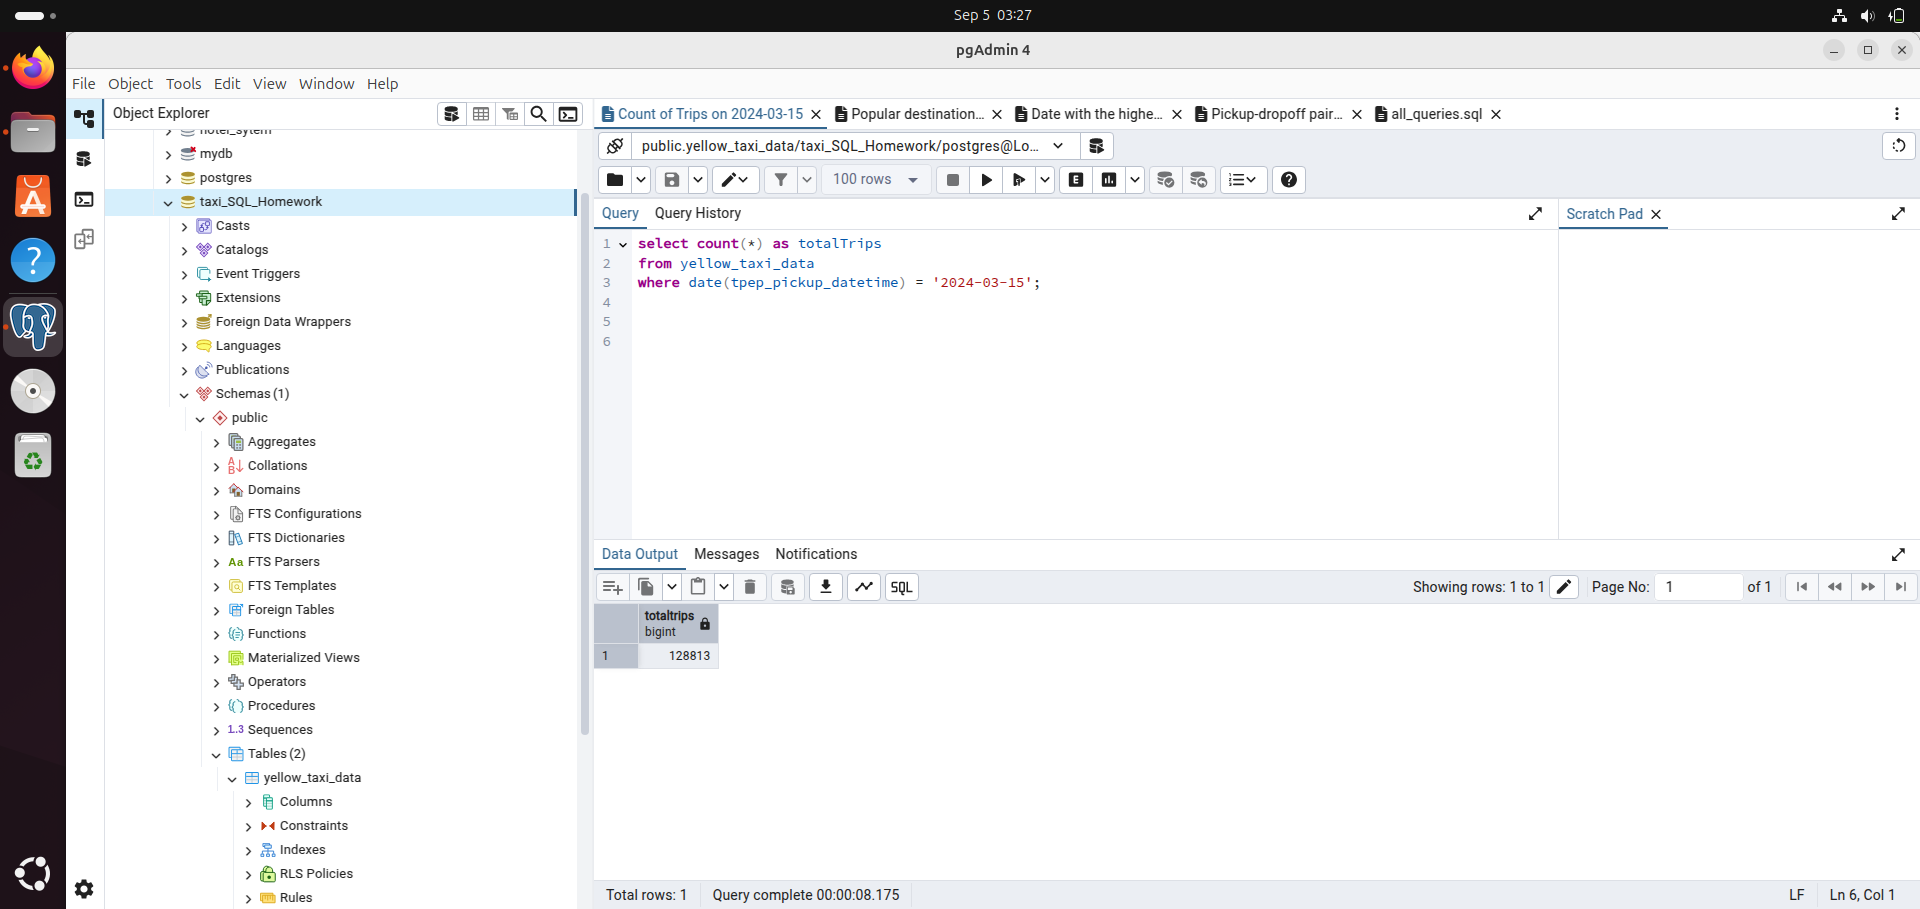 Sep 5 03:27
pgAdmin 4
File Object Tools Edit View Window Help
Object Explorer
hotel_sytem
mydb
postgres
taxi_SQL_Homework
Casts
Catalogs
Event Triggers
Extensions
Foreign Data Wrappers
Languages
Publications
Schemas (1)
public
Aggregates
Collations
Domains
FTS Configurations
FTS Dictionaries
Aa FTS Parsers
FTS Templates
Foreign Tables
Functions
Materialized Views
Operators
Procedures
1..3 Sequences
Tables (2)
yellow_taxi_data
Columns
Constraints
Indexes
RLS Policies
Rules
Count of Trips on 2024-03-15 Popular destination... Date with the highe... Pickup-dropoff pair... all_queries.sql
public.yellow_taxi_data/taxi_SQL_Homework/postgres@Lo...
100 rows
E
Query Query History
Scratch Pad
1 select count(*) as totalTrips
2 from yellow_taxi_data
3 where date(tpep_pickup_datetime) = '2024-03-15';
4
5
6
Data Output Messages Notifications
SQL
Showing rows: 1 to 1 Page No: 1 of 1
totaltrips
bigint
1 128813
Total rows: 1 Query complete 00:00:08.175 LF Ln 6, Col 1